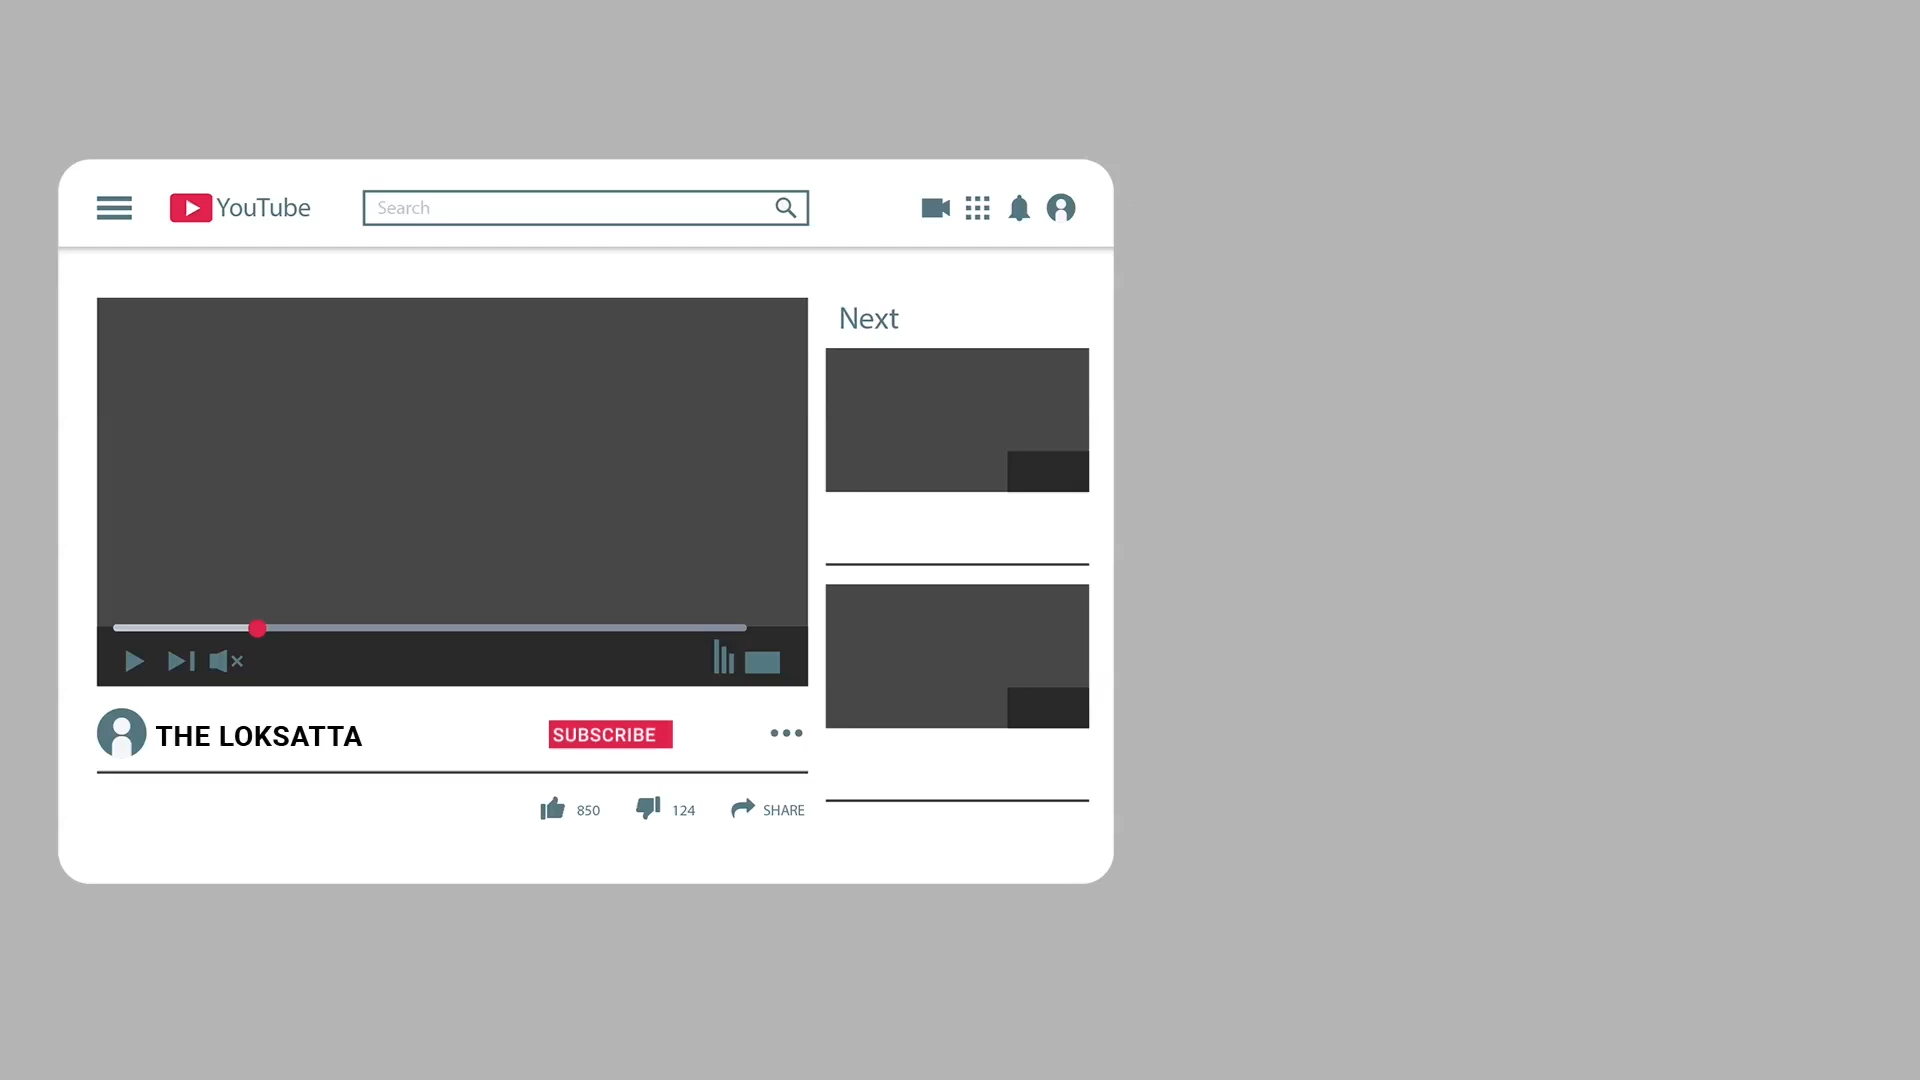 YouTube
Search
Next
THE LOKSATTA
SUBSCRIBE
850
124
SHARE